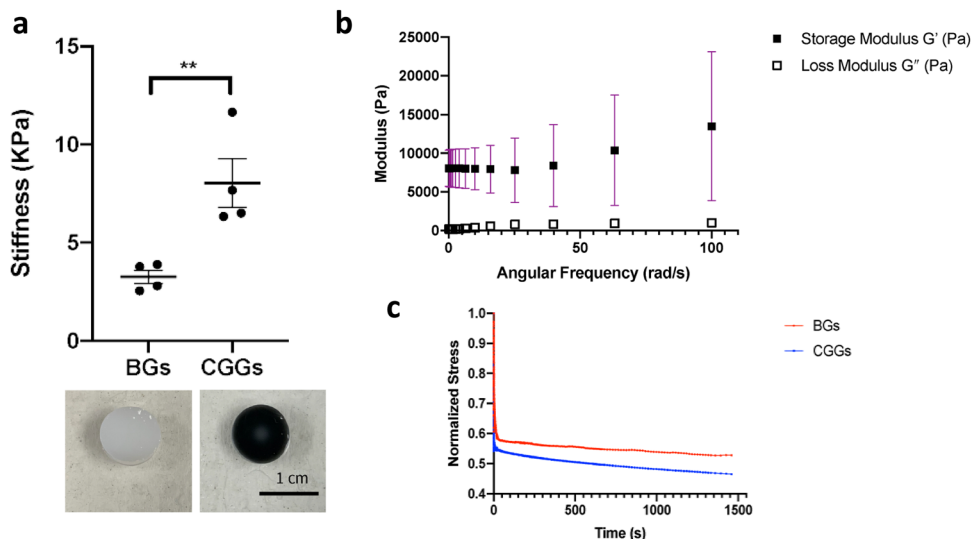 a
15
10
5
0
Stiffness (KPa)
**
BGs CGGs
1 cm
b
25000
20000
15000
10000
5000
0
Modulus (Pa)
0 50 100
Angular Frequency (rad/s)
Storage Modulus G’ (Pa)
Loss Modulus G″ (Pa)
c
1.0
0.9
0.8
0.7
0.6
0.5
0.4
Normalized Stress
0 500 1000 1500
Time (s)
BGs
CGGs